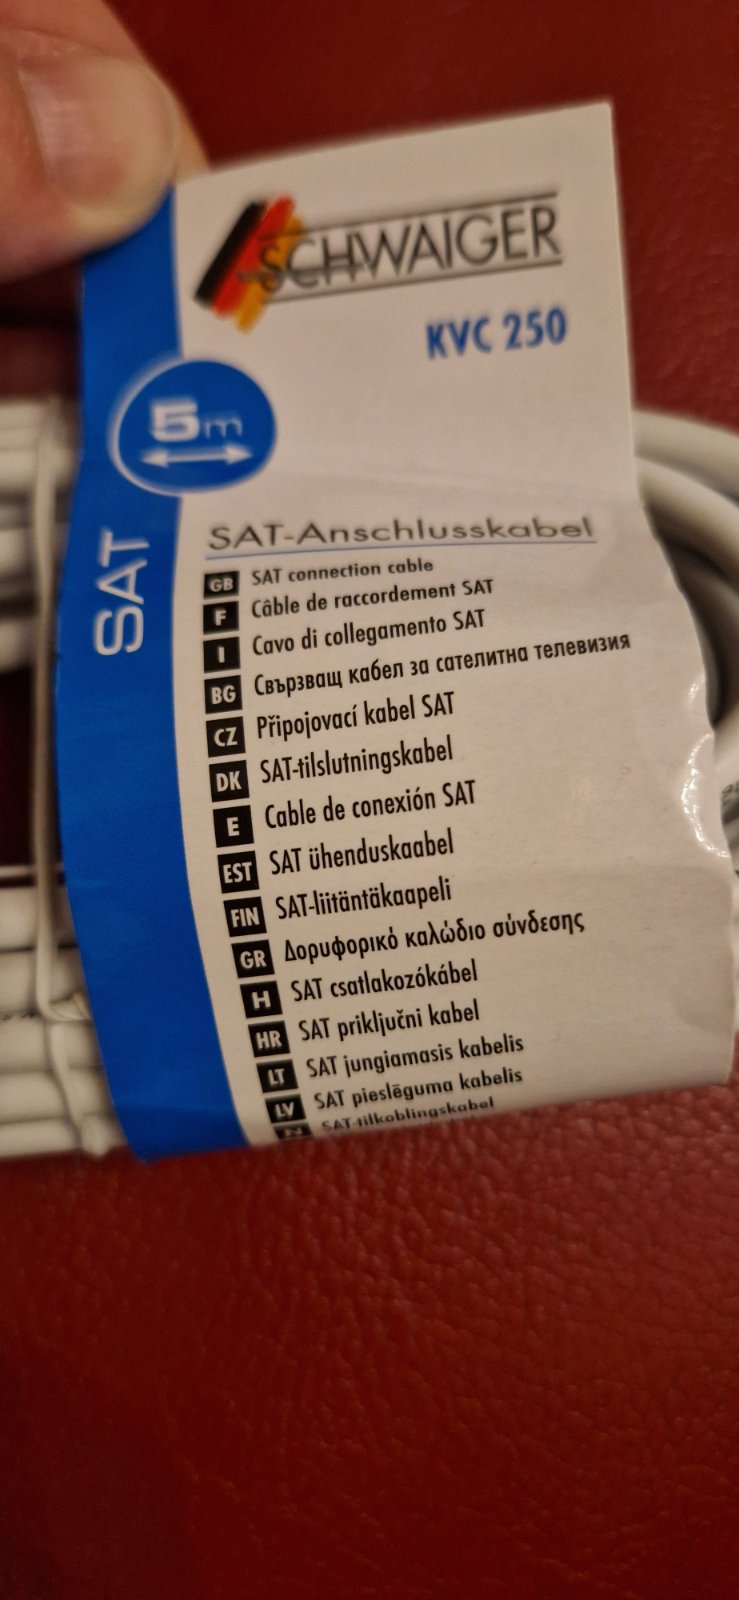 SCHWAIGER
KVC 250
5m
SAT
SAT-Anschlusskabel
GB SAT connection cable
F Câble de raccordement SAT
I Cavo di collegamento SAT
BG Свързващ кабел за сателитна телевизия
CZ Připojovací kabel SAT
DK SAT-tilslutningskabel
E Cable de conexión SAT
EST SAT ühenduskaabel
FIN SAT-liitäntäkaapeli
GR Δορυφορικό καλώδιο σύνδεσης
H SAT csatlakozókábel
HR SAT priključni kabel
LT SAT jungiamasis kabelis
LV SAT pieslēguma kabelis
N SAT-tilkoblingskabel